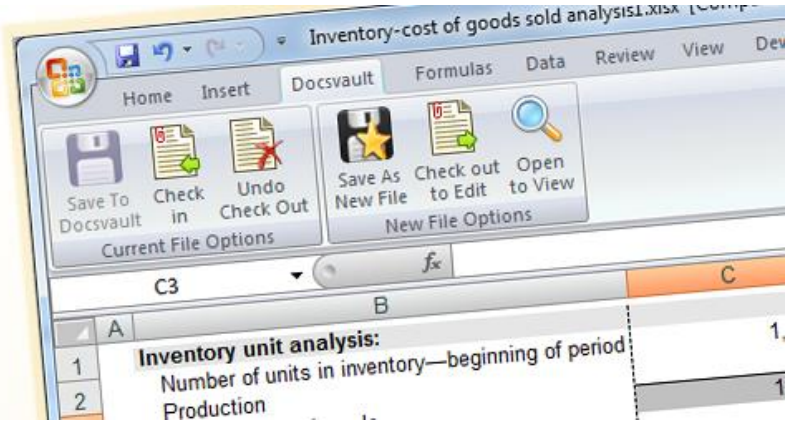 Inventory-cost of goods sold analysis1.xlsx
Home Insert Docsvault Formulas Data Review View
Save To Docsvault
Check in
Undo Check Out
Save As New File
Check out to Edit
Open to View
Current File Options
New File Options
C3
fx
A B C
1 Inventory unit analysis:
2 Number of units in inventory—beginning of period 1,
Production 1